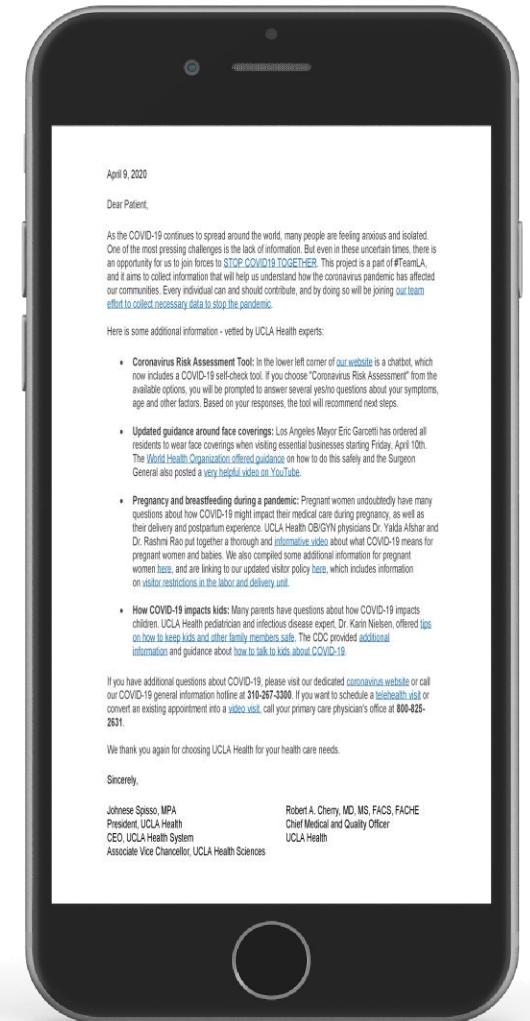 April 9, 2020
Dear Patient,
As the COVID-19 continues to spread around the world, many people are feeling anxious and isolated.
One of the most pressing challenges is the lack of information. But even in these uncertain times, there is
an opportunity for us to join forces to STOP COVID19 TOGETHER. This project is a part of #TeamLA,
and it aims to collect information that will help us understand how the coronavirus pandemic has affected
our communities. Every individual can and should contribute, and by doing so will be joining our team
effort to collect necessary data to stop the pandemic.
Here is some additional information - vetted by UCLA Health experts:
• Coronavirus Risk Assessment Tool: In the lower left corner of our website is a chatbot, which
now includes a COVID-19 self-check tool. If you choose "Coronavirus Risk Assessment" from the
available options, you will be prompted to answer several yes/no questions about your symptoms,
age and other factors. Based on your responses, the tool will recommend next steps.
• Updated guidance around face coverings: Los Angeles Mayor Eric Garcetti has ordered all
residents to wear face coverings when visiting essential businesses starting Friday, April 10th.
The World Health Organization offered guidance on how to do this safely and the Surgeon
General also posted a very helpful video on YouTube.
• Pregnancy and breastfeeding during a pandemic: Pregnant women undoubtedly have many
questions about how COVID-19 might impact their medical care during pregnancy, as well as
their delivery and postpartum experience. UCLA Health OB/GYN physicians Dr. Yalda Afshar and
Dr. Rashmi Rao put together a thorough and informative video about what COVID-19 means for
pregnant women and babies. We also compiled some additional information for pregnant
women here, and are linking to our updated visitor policy here, which includes information
on visitor restrictions in the labor and delivery unit.
• How COVID-19 impacts kids: Many parents have questions about how COVID-19 impacts
children. UCLA Health pediatrician and infectious disease expert, Dr. Karin Nielsen, offered tips
on how to keep kids and other family members safe. The CDC provided additional
information and guidance about how to talk to kids about COVID-19.
If you have additional questions about COVID-19, please visit our dedicated coronavirus website or call
our COVID-19 general information hotline at 310-267-3300. If you want to schedule a telehealth visit or
convert an existing appointment into a video visit, call your primary care physician's office at 800-825-
2631.
We thank you again for choosing UCLA Health for your health care needs.
Sincerely,
Johnese Spisso, MPA Robert A. Cherry, MD, MS, FACS, FACHE
President, UCLA Health Chief Medical and Quality Officer
CEO, UCLA Health System UCLA Health
Associate Vice Chancellor, UCLA Health Sciences